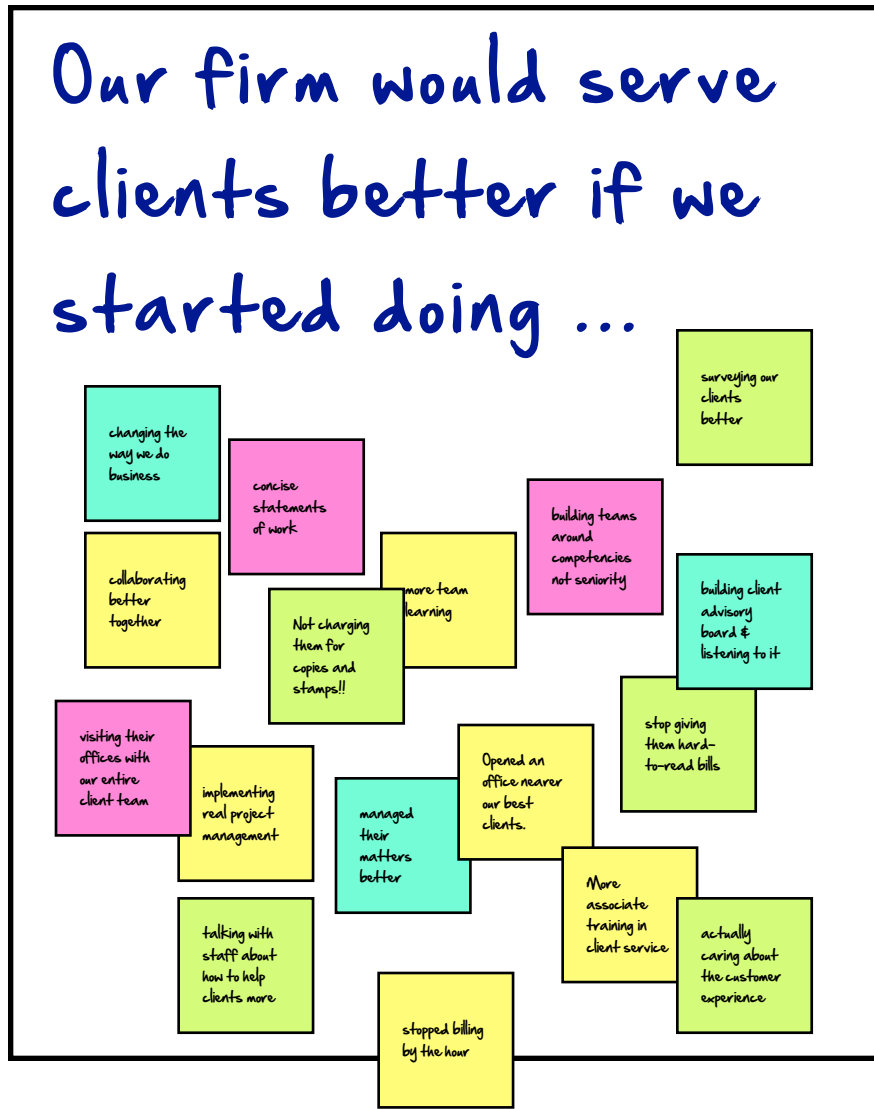 Our firm would serve
clients better if we
started doing ...
surveying our
clients
better
changing the
way we do
business
concise
statements
of work
building teams
around
competencies
not seniority
collaborating
better
together
more team
learning
Not charging
them for
copies and
stamps!!
building client
advisory
board &
listening to it
visiting their
offices with
our entire
client team
stop giving
them hard-
to-read bills
implementing
real project
management
managed
their
matters
better
Opened an
office nearer
our best
clients.
More
associate
training in
client service
talking with
staff about
how to help
clients more
actually
caring about
the customer
experience
stopped billing
by the hour